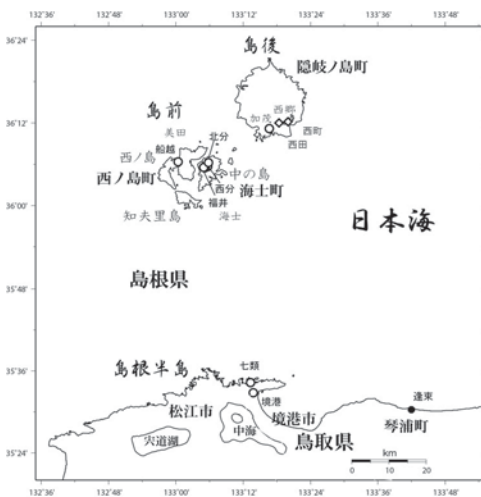 132°36' 132°48' 133°00' 133°12' 133°24' 133°36' 133°48'
36°24'
島後
隠岐ノ島町
島前
西郷
36°12'
加茂
西町
美田
北分
西田
船越
西ノ島
中の島
西ノ島町
西分
海士町
福井
36°00'
知夫里島
海士
日本海
島根県
35°48'
35°36'
島根半島
七類
境港
逢束
松江市
境港市
琴浦町
中海
宍道湖
鳥取県
35°24'
km
0 10 20